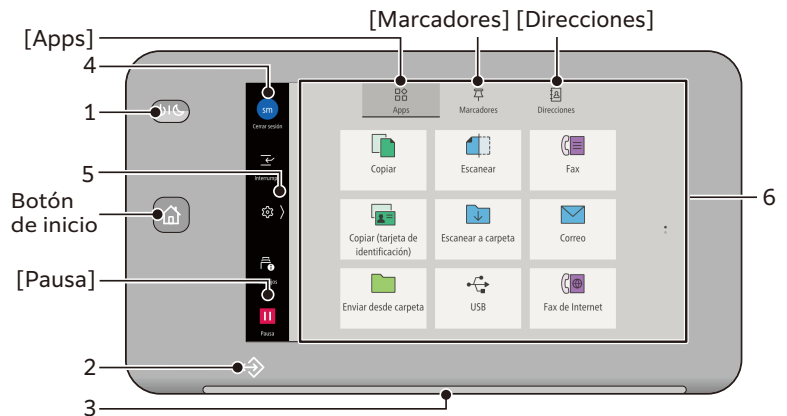 [Marcadores] [Direcciones]
[Apps]
4
1
5
Botón
de inicio
[Pausa]
2
3
6
sm
Cerrar sesión
Pausa
Apps
Marcadores
Direcciones
Copiar
Escanear
Fax
Copiar (tarjeta de
identificación)
Escanear a carpeta
Correo
Enviar desde carpeta
USB
Fax de Internet